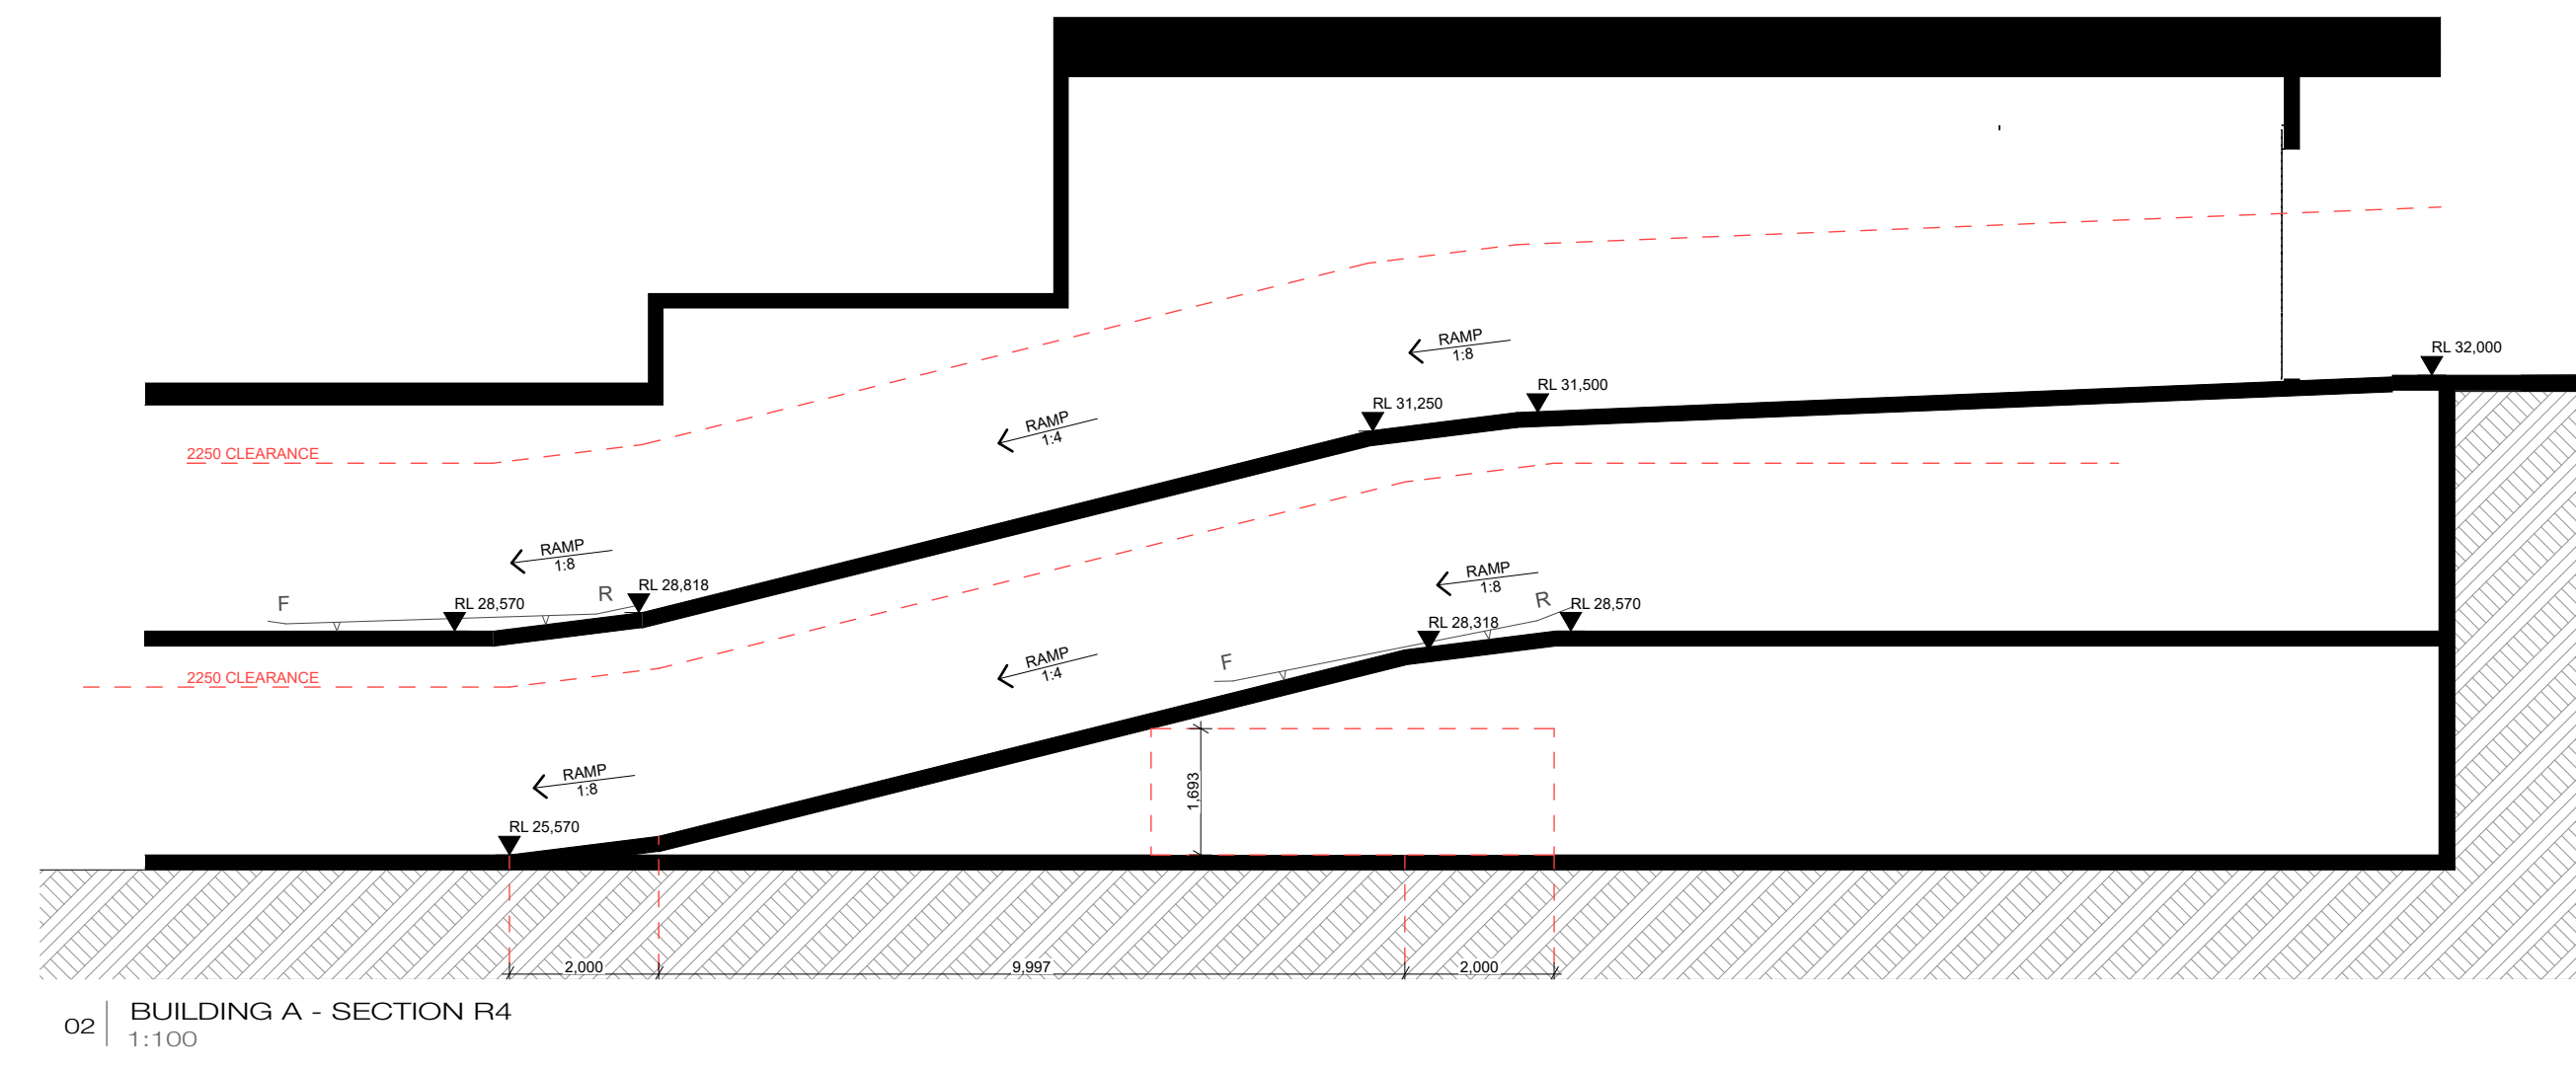 RAMP
1:8
RL 32,000
RL 31,500
RL 31,250
RAMP
1:4
2250 CLEARANCE
RAMP
1:8
F
R
RL 28,818
RL 28,570
RAMP
1:8
R
RL 28,570
RL 28,318
F
RAMP
1:4
2250 CLEARANCE
RAMP
1:8
1,693
RL 25,570
2,000
9,997
2,000
02
BUILDING A - SECTION R4
1:100